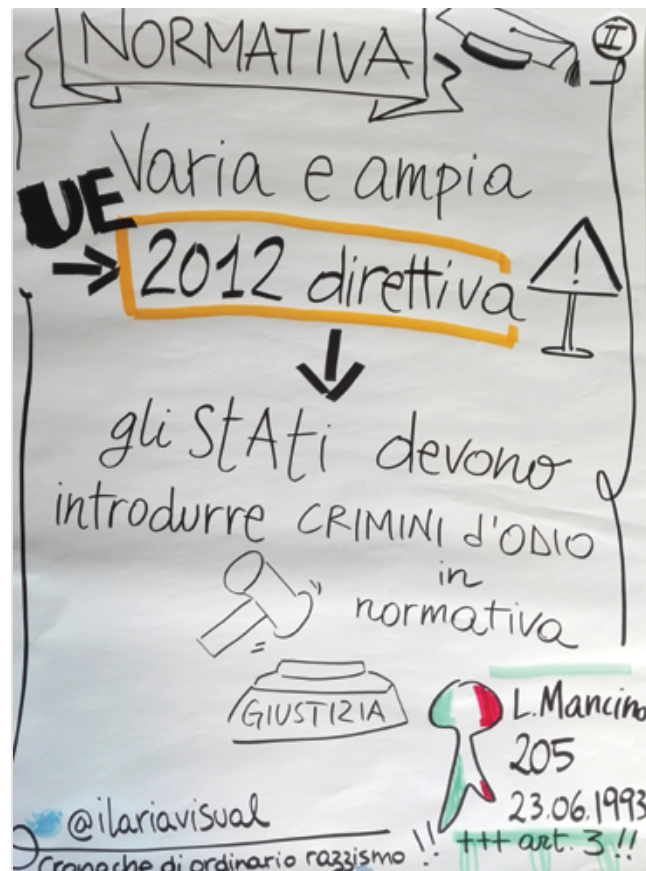 NORMATIVA
II
Varia e ampia
UE
→ 2012 direttiva
!
gli StAti devono
introdurre CRIMINI d'ODIO
in
normativa
GIUSTIZIA
L. Mancino
205
23.06.1993
!! +++ art. 3 !!
@ilariavisual
Cronache di ordinario razzismo